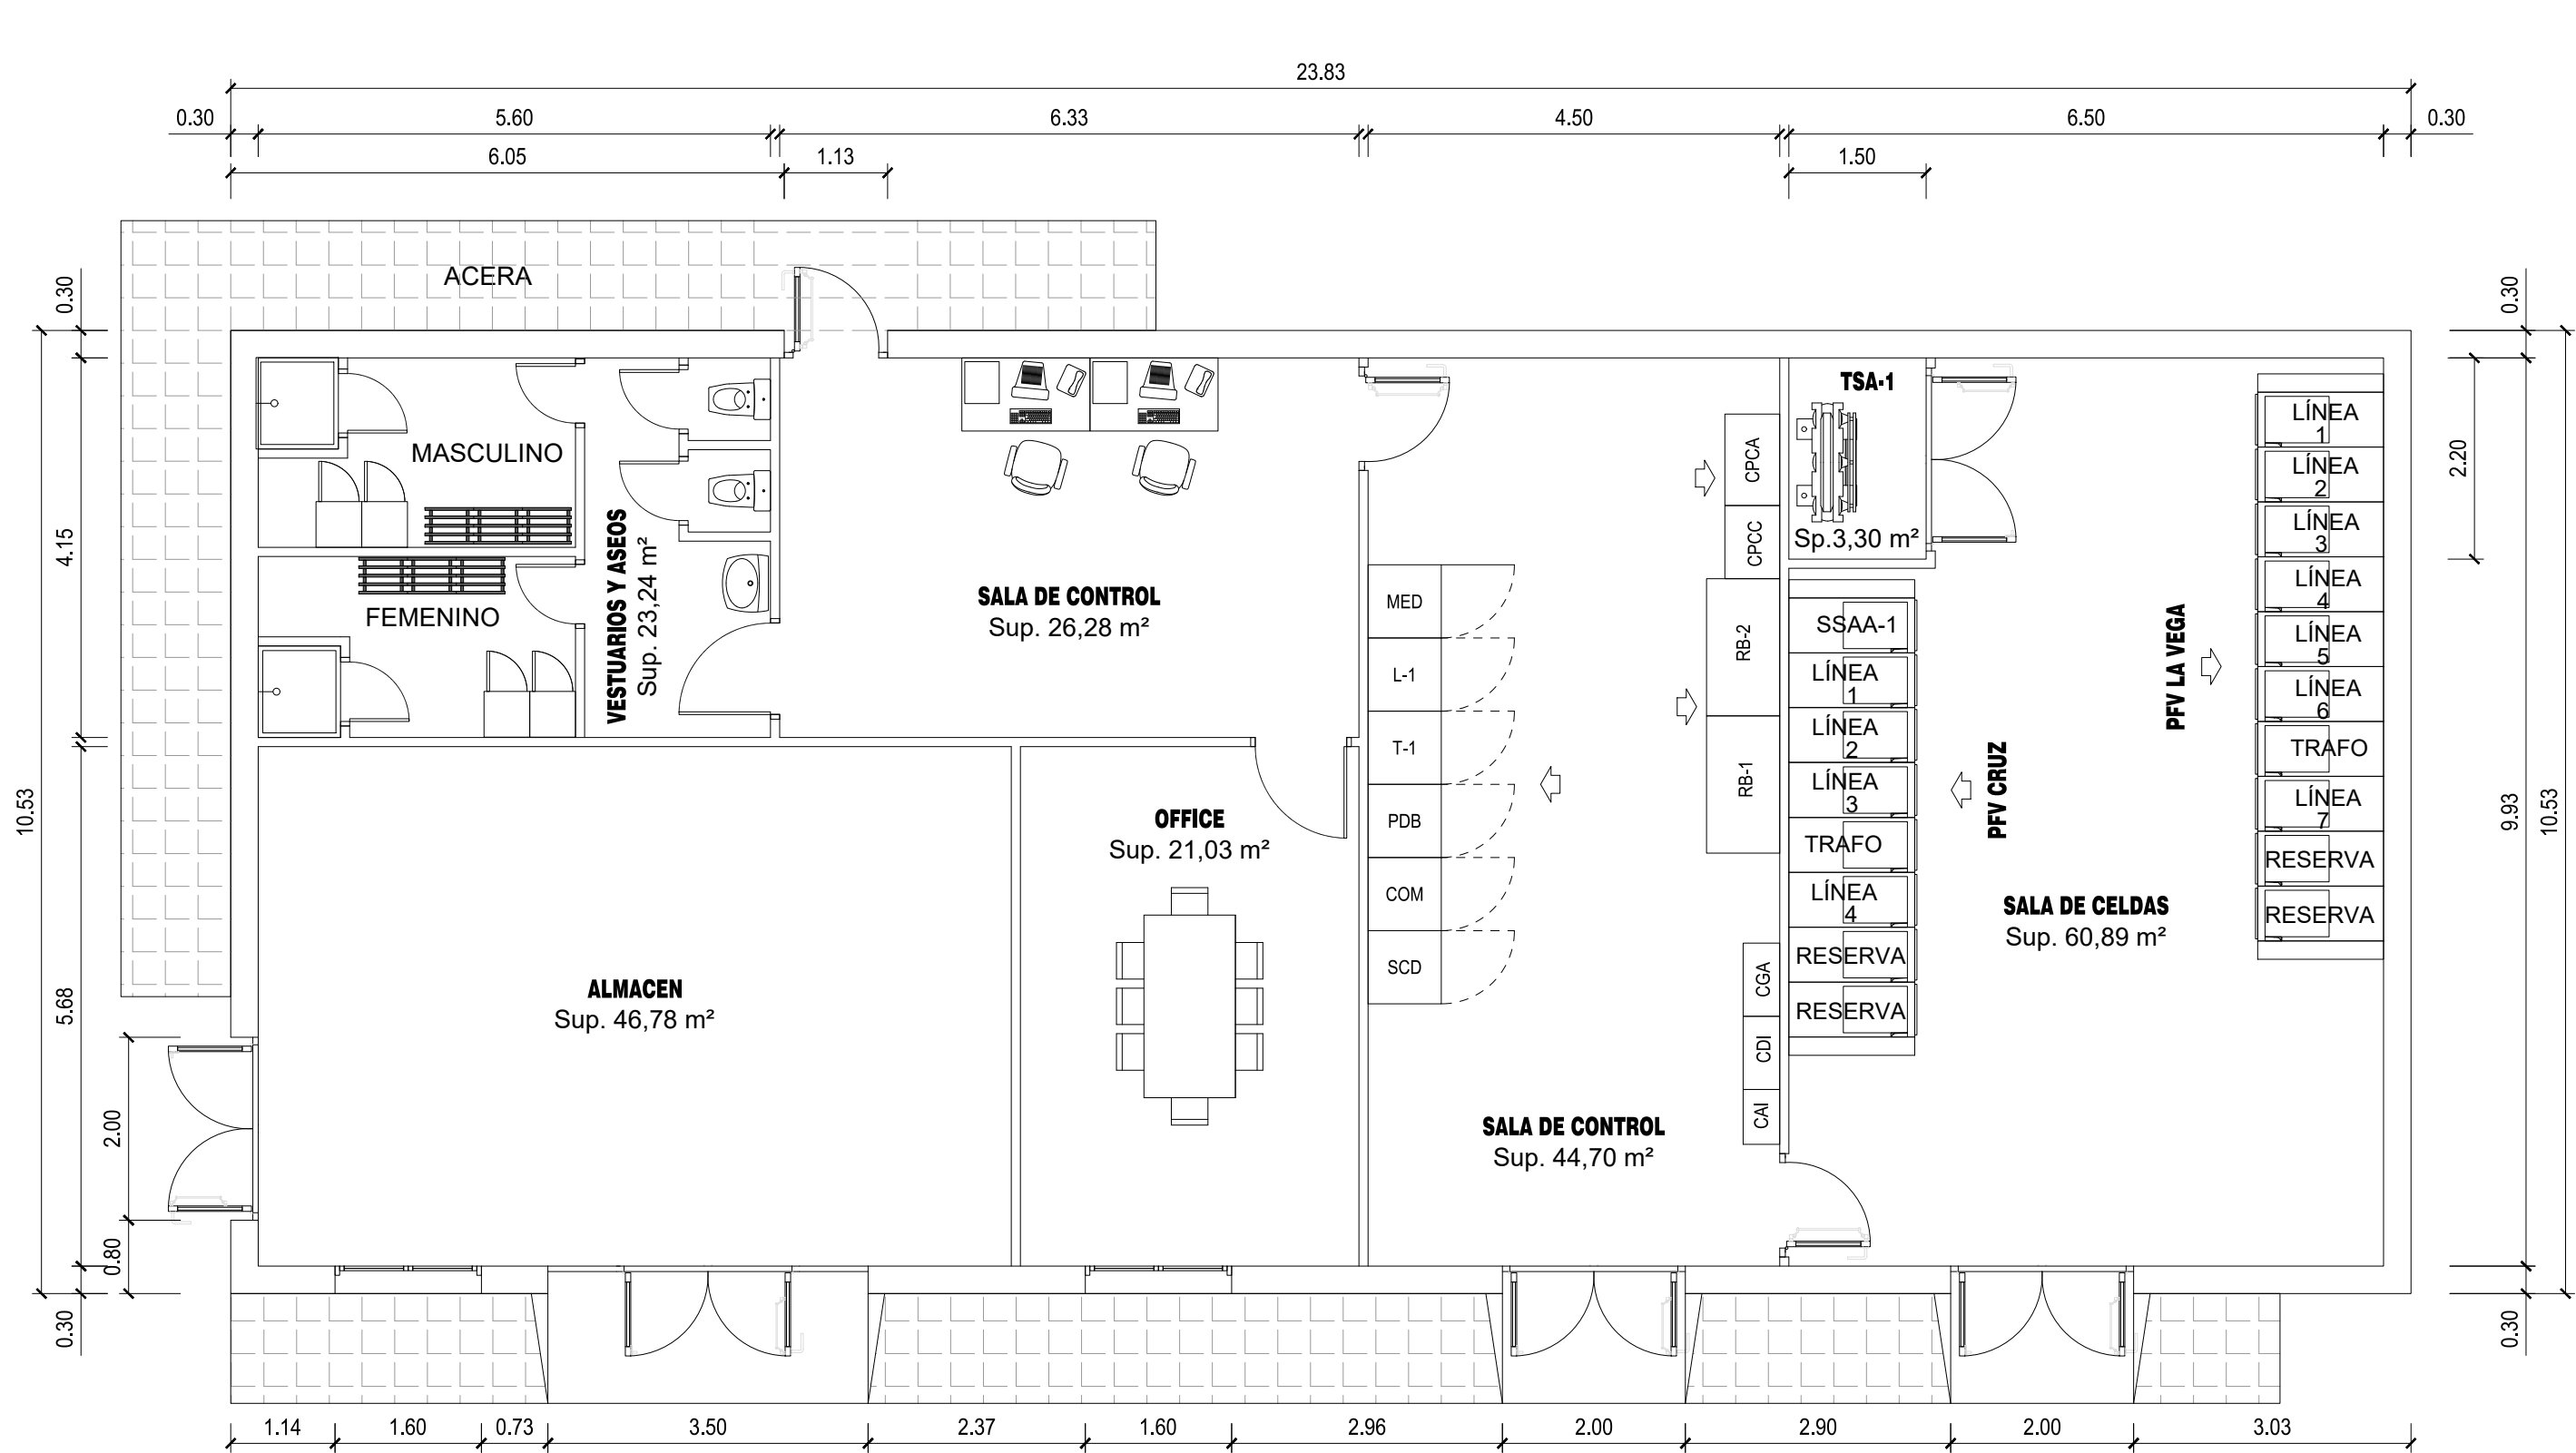 23.83
0.30
5.60
6.33
4.50
6.50
0.30
6.05
1.13
1.50
ACERA
0.30
4.15
10.53
5.68
2.00
0.80
0.30
MASCULINO
FEMENINO
VESTUARIOS Y ASEOS
Sup. 23,24 m²
SALA DE CONTROL
Sup. 26,28 m²
ALMACEN
Sup. 46,78 m²
OFFICE
Sup. 21,03 m²
MED
L-1
T-1
PDB
COM
SCD
CPCA
CPCC
RB-2
RB-1
CGA
CDI
CAI
SALA DE CONTROL
Sup. 44,70 m²
TSA-1
Sp.3,30 m²
SSAA-1
LÍNEA
1
LÍNEA
2
LÍNEA
3
TRAFO
LÍNEA
4
RESERVA
RESERVA
PFV CRUZ
PFV LA VEGA
SALA DE CELDAS
Sup. 60,89 m²
LÍNEA
1
LÍNEA
2
LÍNEA
3
LÍNEA
4
LÍNEA
5
LÍNEA
6
TRAFO
LÍNEA
7
RESERVA
RESERVA
0.30
2.20
9.93
10.53
0.30
1.14
1.60
0.73
3.50
2.37
1.60
2.96
2.00
2.90
2.00
3.03